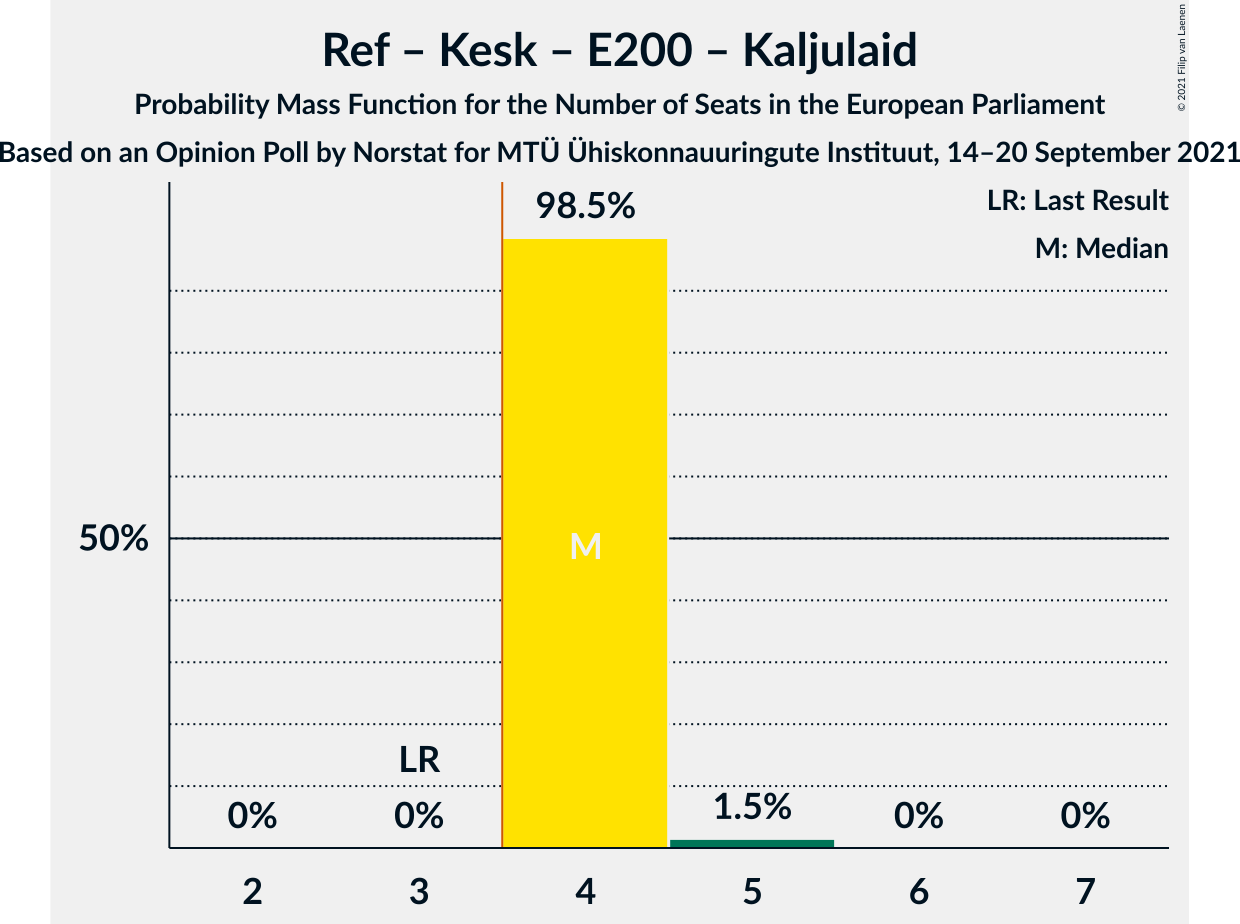 Ref – Kesk – E200 – Kaljulaid
Probability Mass Function for the Number of Seats in the European Parliament
Based on an Opinion Poll by Norstat for MTÜ Ühiskonnauuringute Instituut, 14–20 September 2021
© 2021 Filip van Laenen
LR: Last Result
M: Median
98.5%
50%
M
LR
0%
0%
1.5%
0%
0%
2
3
4
5
6
7